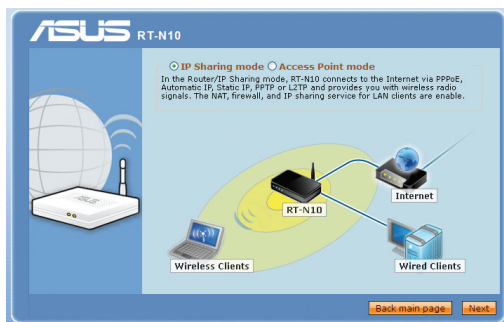 ASUS RT-N10
IP Sharing mode Access Point mode
In the Router/IP Sharing mode, RT-N10 connects to the Internet via PPPoE,
Automatic IP, Static IP, PPTP or L2TP and provides you with wireless radio
signals. The NAT, firewall, and IP sharing service for LAN clients are enable.
Internet
RT-N10
Wireless Clients
Wired Clients
Back main page Next